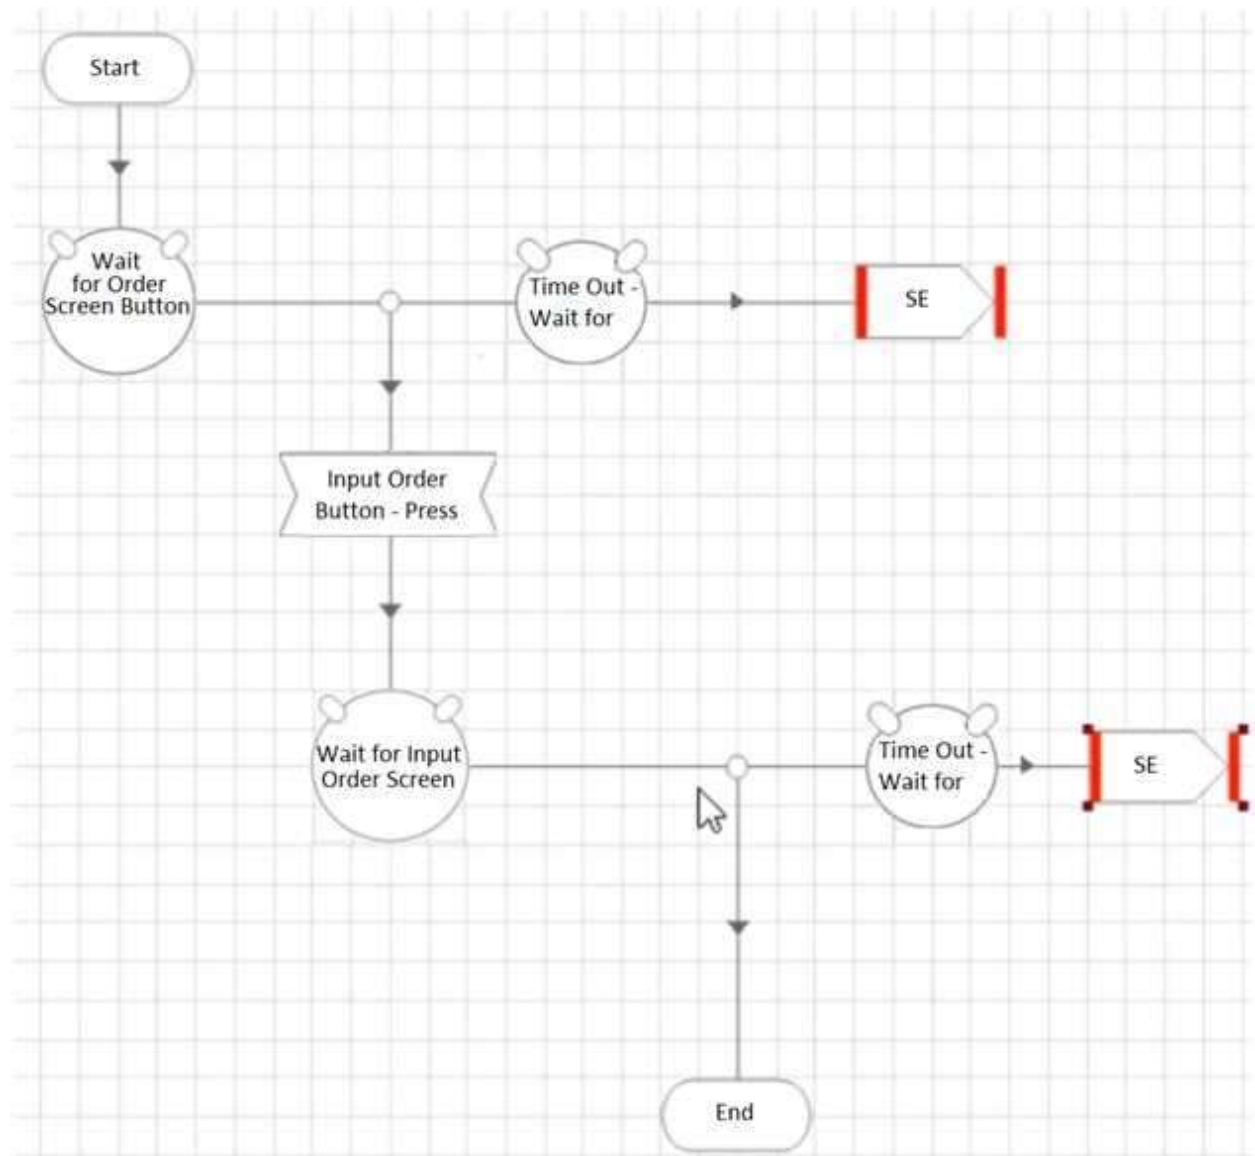 Start
Wait
for Order
Screen Button
Time Out -
Wait for
SE
Input Order
Button - Press
Wait for Input
Order Screen
Time Out -
Wait for
SE
End